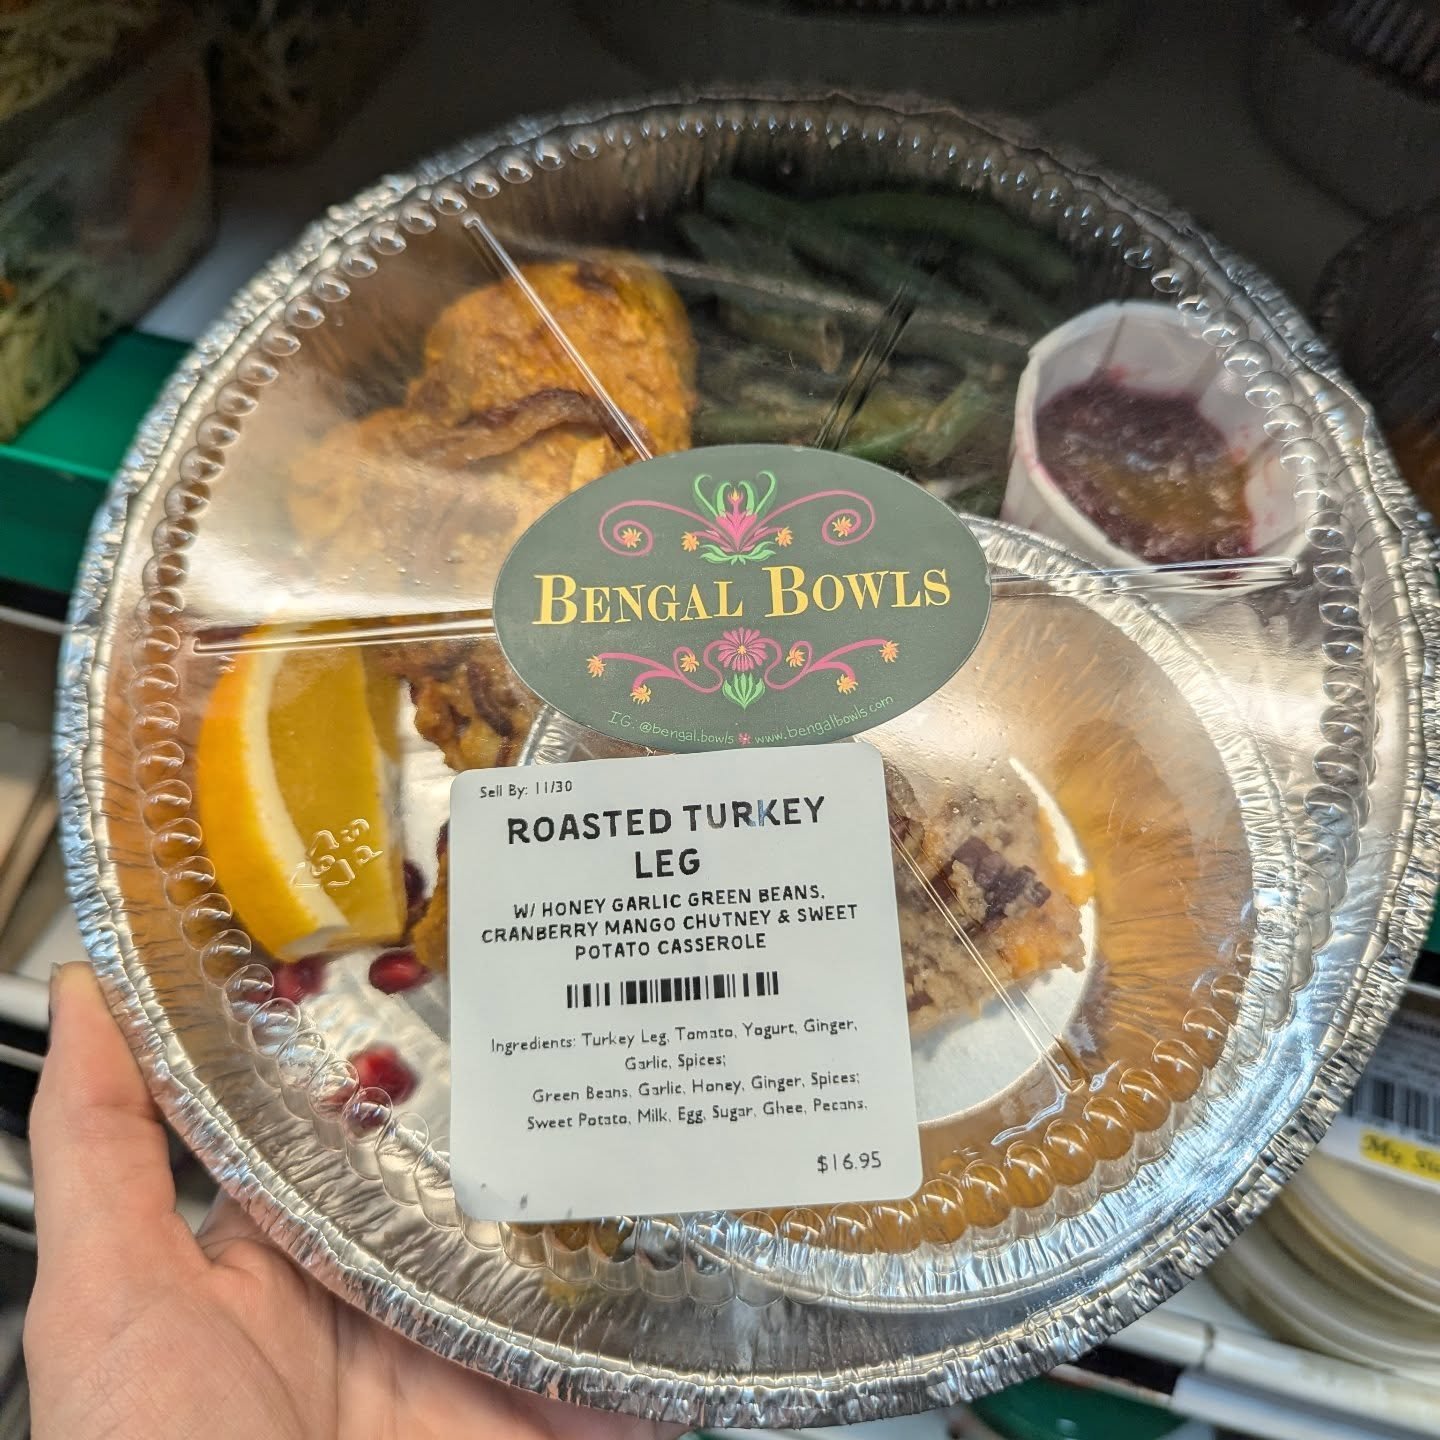 BENGAL BOWLS
IG. @bengal.bowls www.bengalbowls.com
Sell By: 11/30
ROASTED TURKEY
LEG
W/ HONEY GARLIC GREEN BEANS,
CRANBERRY MANGO CHUTNEY & SWEET
POTATO CASSEROLE
Ingredients: Turkey Leg, Tomato, Yogurt, Ginger,
Garlic, Spices;
Green Beans, Garlic, Honey, Ginger, Spices;
Sweet Potato, Milk, Egg, Sugar, Ghee, Pecans.
$16.95
My